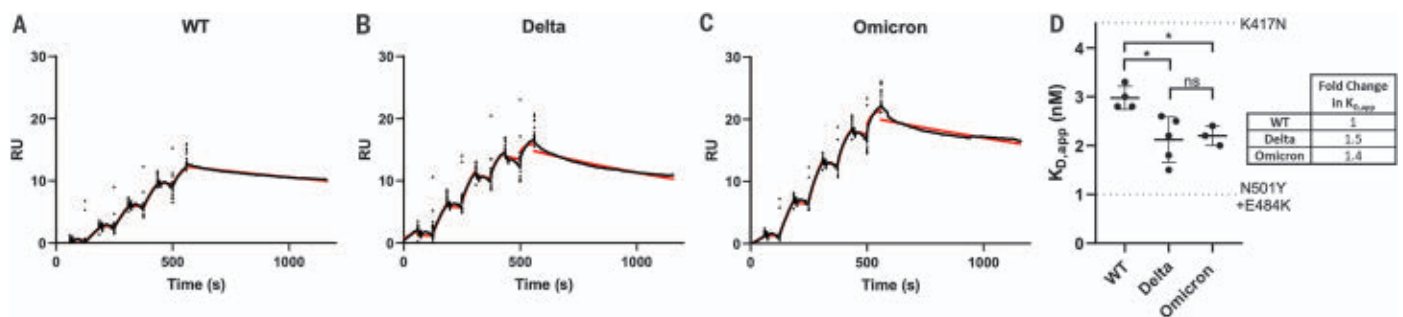 A
WT
30
20
10
0
RU
0
500
1000
Time (s)
B
Delta
30
20
10
0
RU
0
500
1000
Time (s)
C
Omicron
30
20
10
0
RU
0
500
1000
Time (s)
D
K417N
4
3
2
1
0
K_D,app (nM)
*
*
ns
N501Y
+E484K
WT
Delta
Omicron
Fold Change
in K_D,app
WT 1
Delta 1.5
Omicron 1.4